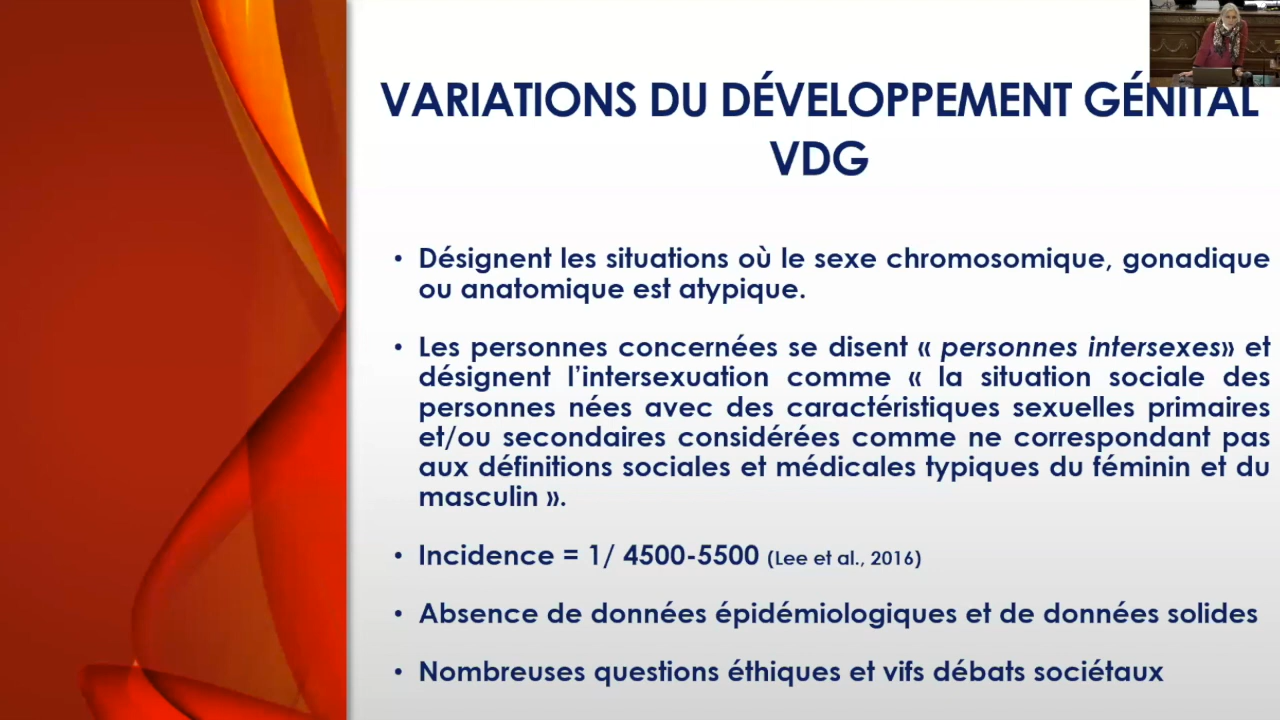 VARIATIONS DU DÉVELOPPEMENT GÉNITAL
VDG
• Désignent les situations où le sexe chromosomique, gonadique
ou anatomique est atypique.
• Les personnes concernées se disent « personnes intersexes» et
désignent l’intersexuation comme « la situation sociale des
personnes nées avec des caractéristiques sexuelles primaires
et/ou secondaires considérées comme ne correspondant pas
aux définitions sociales et médicales typiques du féminin et du
masculin ».
• Incidence = 1/ 4500-5500 (Lee et al., 2016)
• Absence de données épidémiologiques et de données solides
• Nombreuses questions éthiques et vifs débats sociétaux